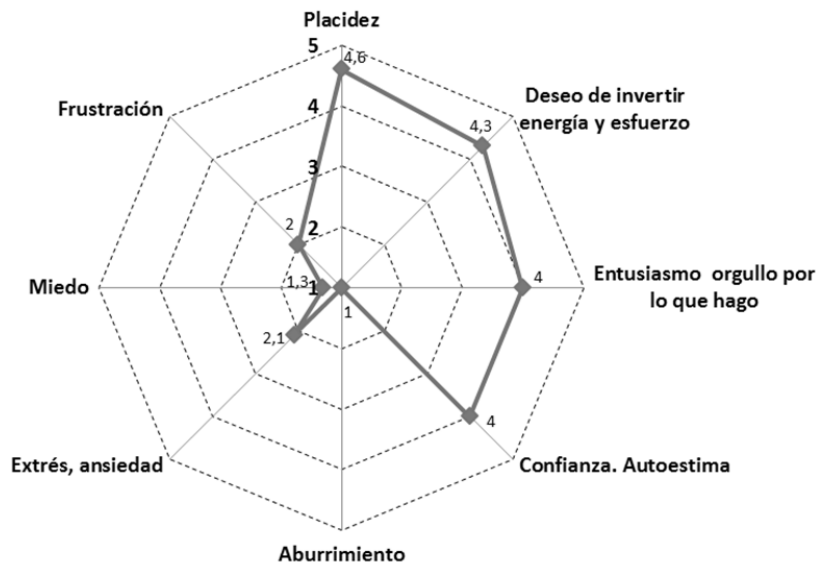 Placidez
5
4,6
Deseo de invertir
energía y esfuerzo
Frustración
4
4,3
3
2
2
Miedo
1,3
1
1
4
Entusiasmo orgullo por
lo que hago
2,1
4
Extrés, ansiedad
Confianza. Autoestima
Aburrimiento